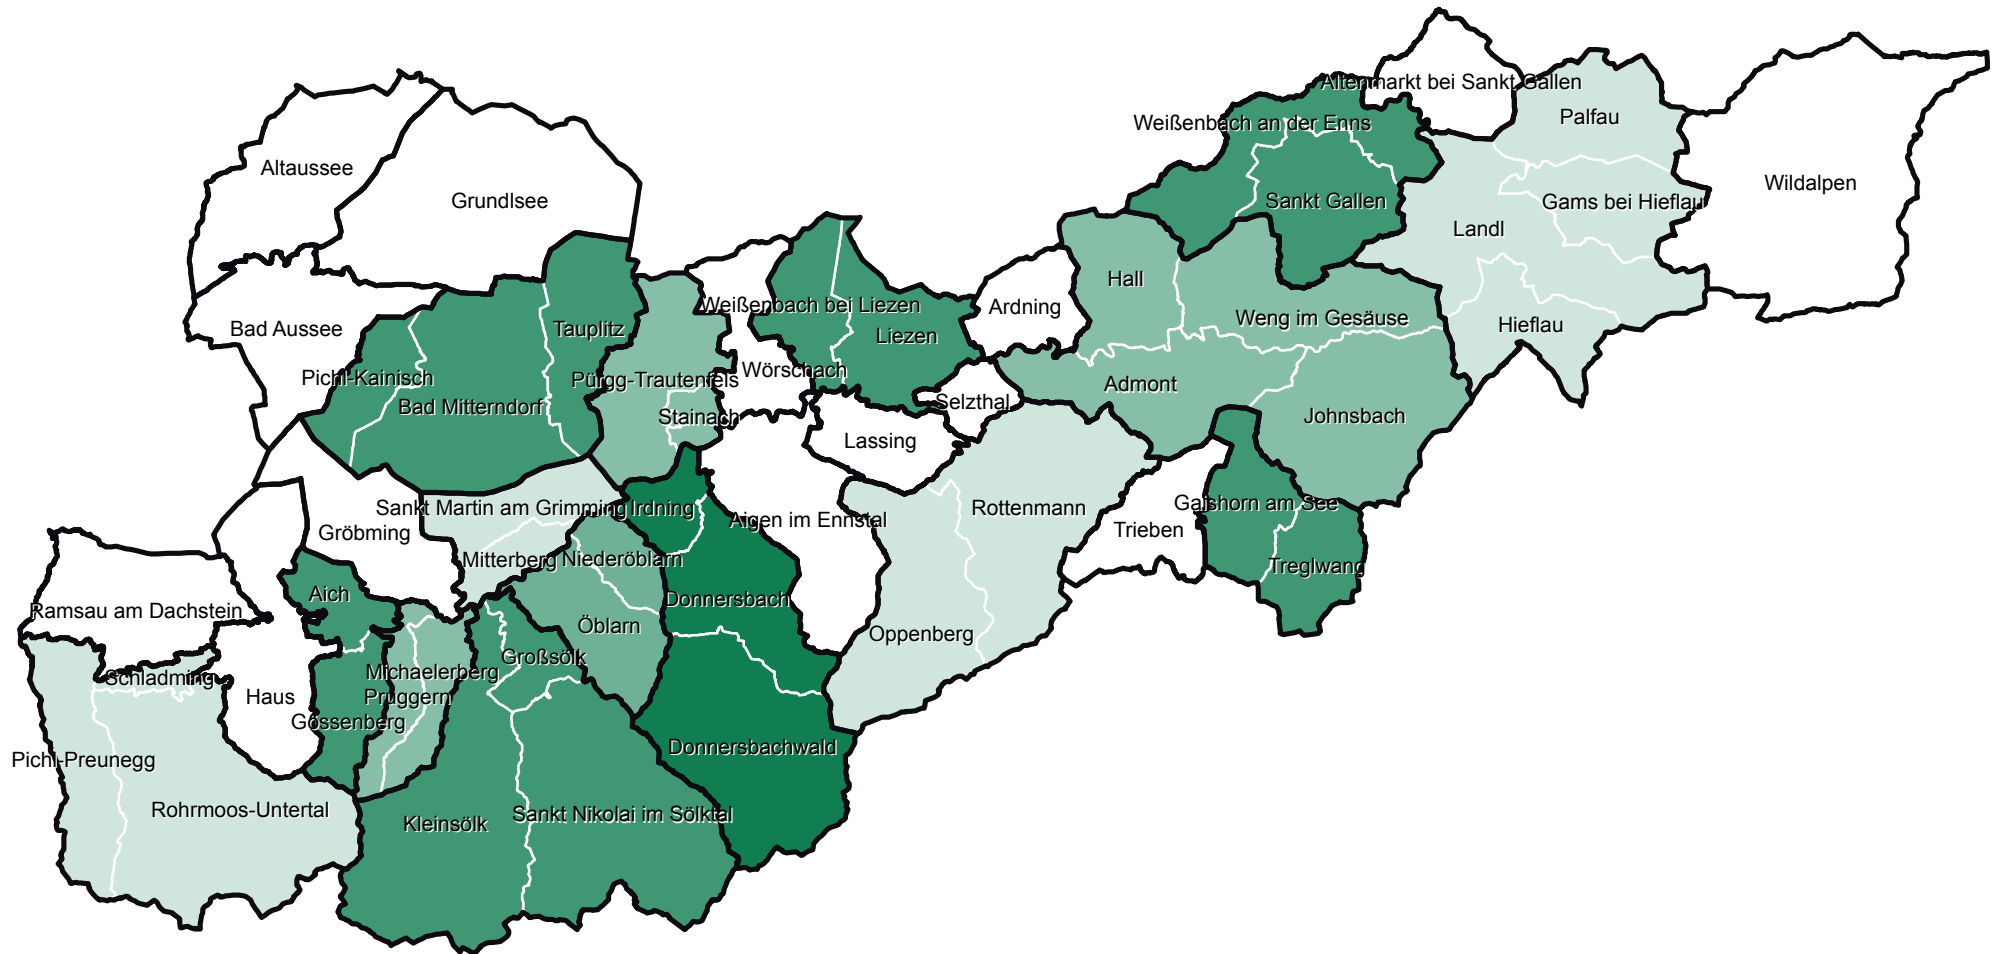 Altenmarkt bei Sankt Gallen
Palfau
Weißenbach an der Enns
Altaussee
Wildalpen
Grundlsee
Sankt Gallen
Gams bei Hieflau
Landl
Hall
Weißenbach bei Liezen
Ardning
Weng im Gesäuse
Hieflau
Bad Aussee
Tauplitz
Liezen
Wörschach
Pichl-Kainisch
Pürgg-Trautenfels
Admont
Bad Mitterndorf
Stainach
Selzthal
Johnsbach
Lassing
Gaishorn am See
Sankt Martin am Grimming
Irdning
Rottenmann
Aigen im Ennstal
Gröbming
Trieben
Mitterberg
Niederöblarn
Treglwang
Aich
Donnersbach
Ramsau am Dachstein
Öblarn
Oppenberg
Großsölk
Michaelerberg
Schladming
Haus
Pruggern
Gössenberg
Donnersbachwald
Pichl-Preunegg
Rohrmoos-Untertal
Kleinsölk
Sankt Nikolai im Sölktal